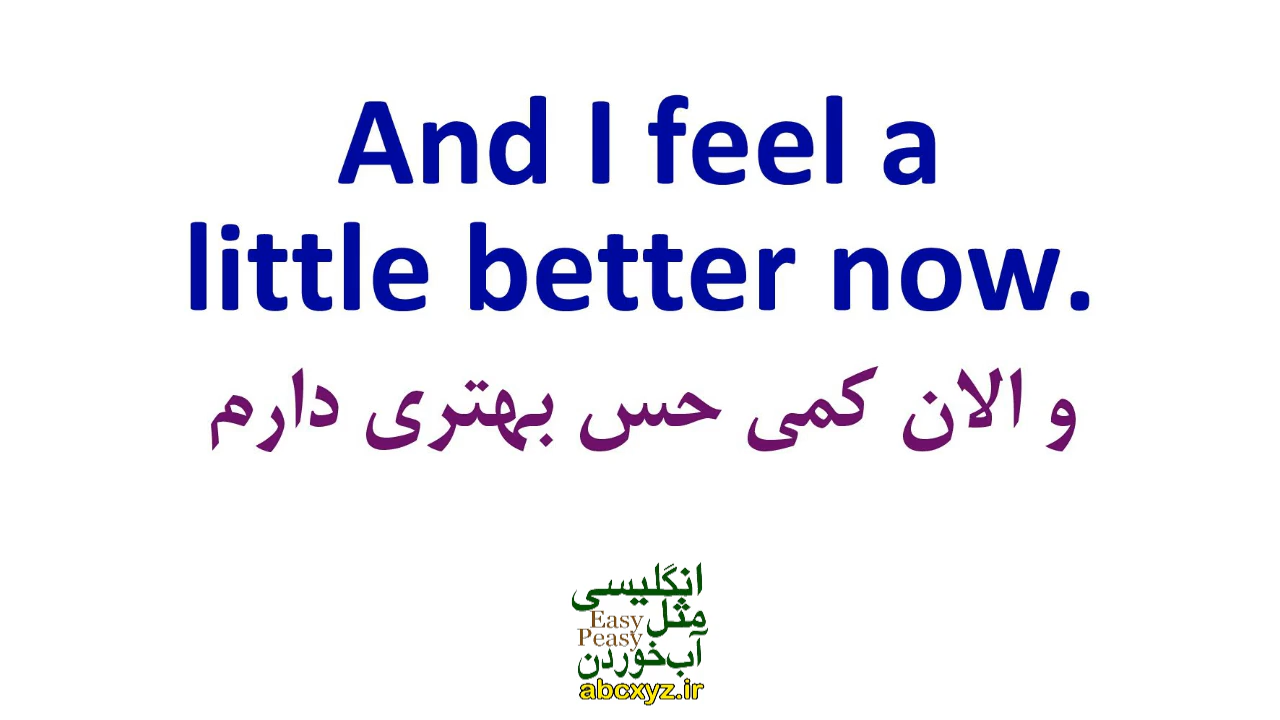 And I feel a
little better now.
و الان کمی حس بهتری دارم
انگلیسی
مثل
Easy
Peasy
آب‌خوردن
abcxyz.ir